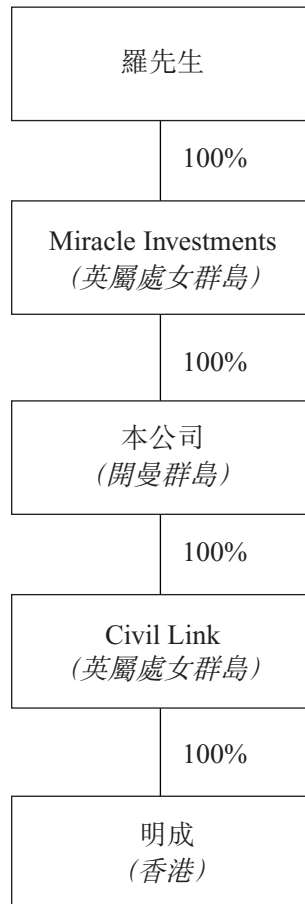 羅先生
100%
Miracle Investments
(英屬處女群島)
100%
本公司
(開曼群島)
100%
Civil Link
(英屬處女群島)
100%
明成
(香港)